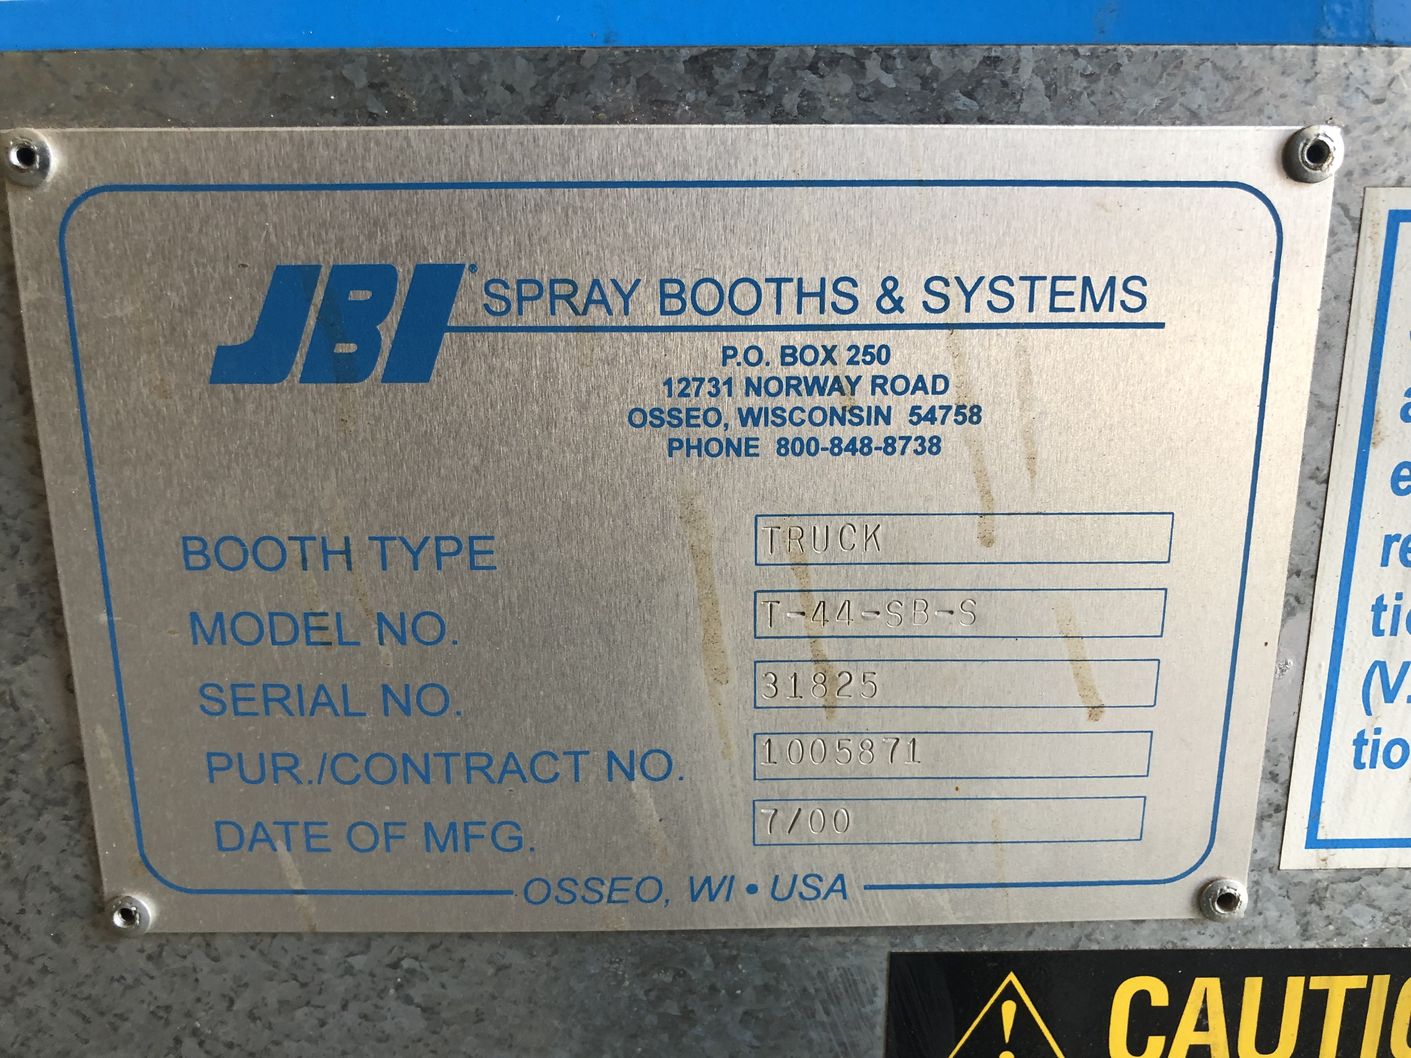 JBI® SPRAY BOOTHS & SYSTEMS
P.O. BOX 250
12731 NORWAY ROAD
OSSEO, WISCONSIN 54758
PHONE 800-848-8738
BOOTH TYPE TRUCK
MODEL NO. T-44-SB-S
SERIAL NO. 31825
PUR./CONTRACT NO. 1005871
DATE OF MFG. 7/00
OSSEO, WI • USA